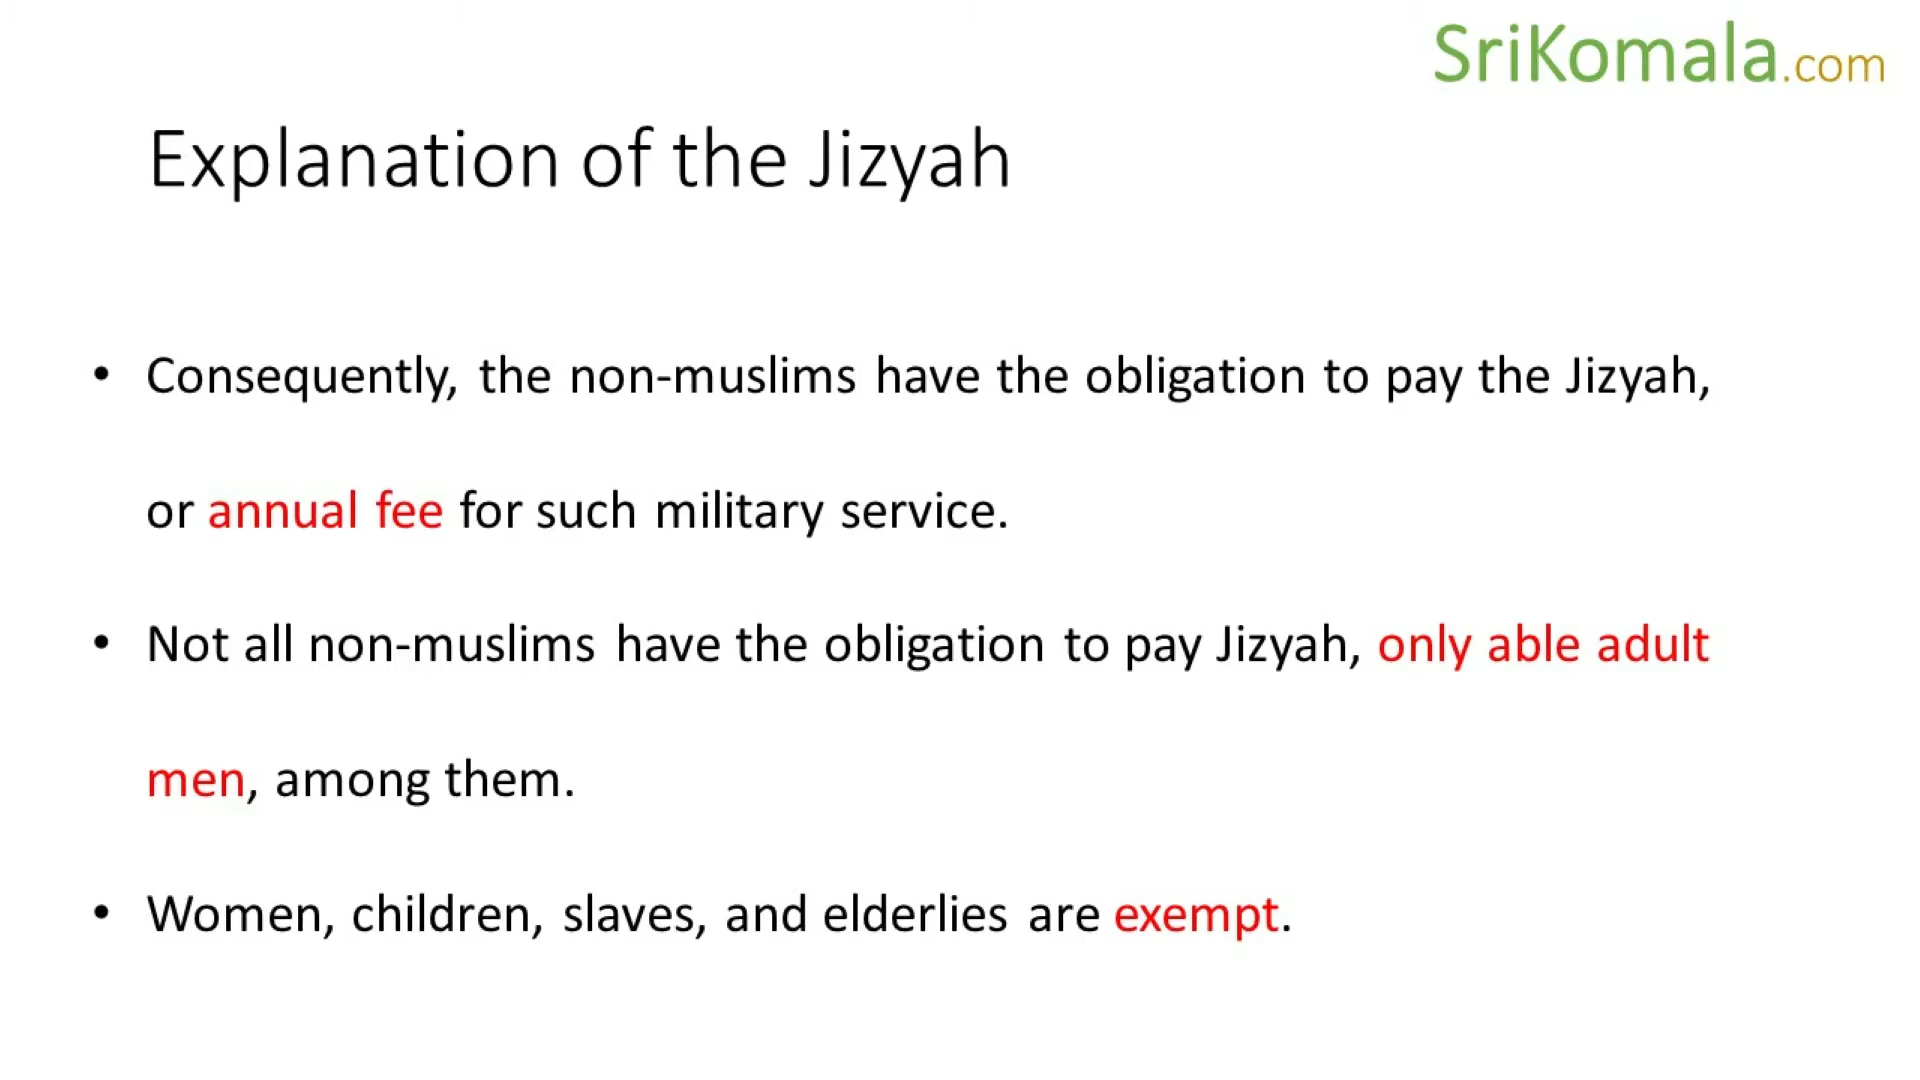 SriKomala.com
Explanation of the Jizyah
• Consequently, the non-muslims have the obligation to pay the Jizyah,
or annual fee for such military service.
• Not all non-muslims have the obligation to pay Jizyah, only able adult
men, among them.
• Women, children, slaves, and elderlies are exempt.